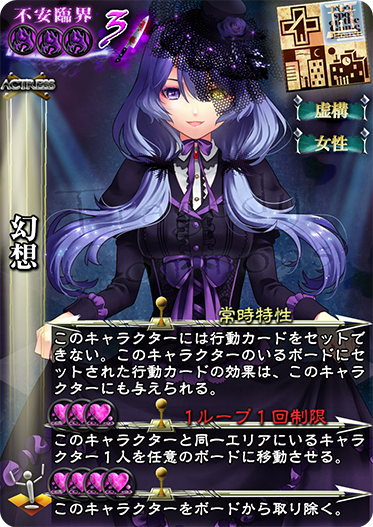 不安臨界
3
ACTRESS
虚構
女性
幻想
常時特性
このキャラクターには行動カードをセットで
きない。このキャラクターのいるボードにセ
ットされた行動カードの効果は、このキャラ
クターにも与えられる。
1ループ1回制限
このキャラクターと同一エリアにいるキャラ
クター1人を任意のボードに移動させる。
このキャラクターをボードから取り除く。